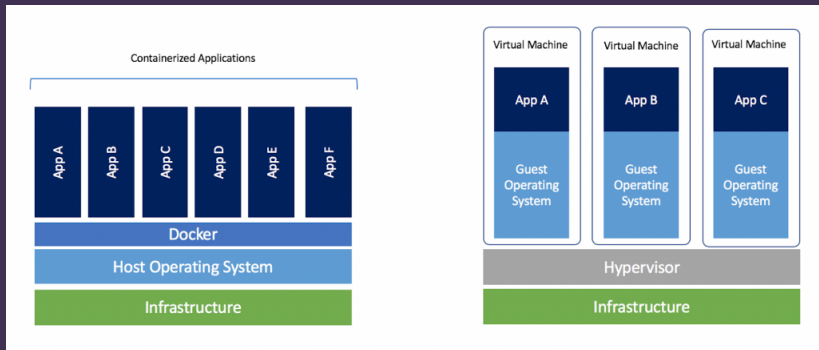 Containerized Applications
App A
App B
App C
App D
App E
App F
Docker
Host Operating System
Infrastructure
Virtual Machine
App A
Guest
Operating
System
Virtual Machine
App B
Guest
Operating
System
Virtual Machine
App C
Guest
Operating
System
Hypervisor
Infrastructure